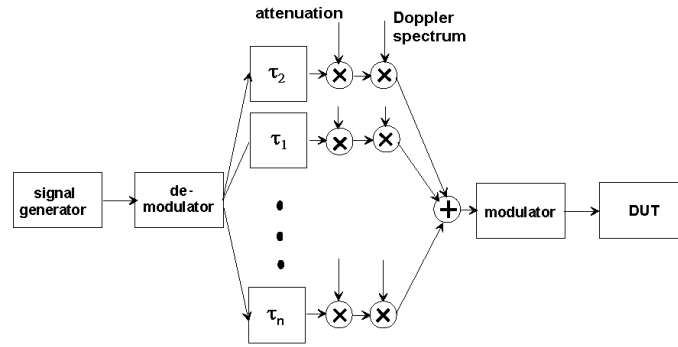 attenuation
Doppler
spectrum
τ2
τ1
signal
generator
de-
modulator
modulator
DUT
τn